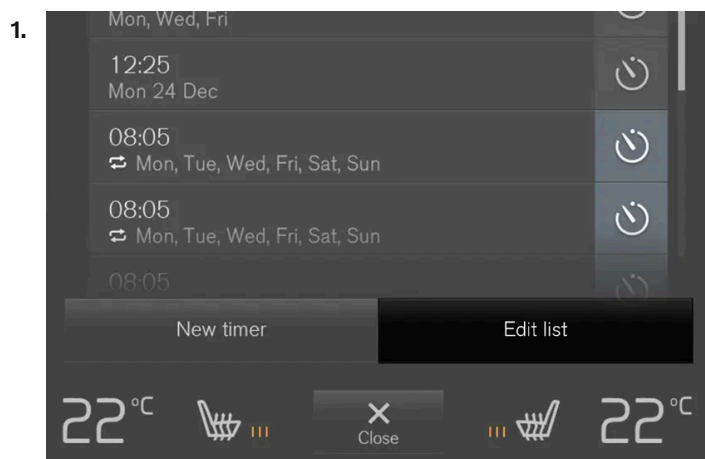 1.
Mon, Wed, Fri
12:25
Mon 24 Dec
08:05
Mon, Tue, Wed, Fri, Sat, Sun
08:05
Mon, Tue, Wed, Fri, Sat, Sun
08:05
New timer
Edit list
22 °C
Close
22 °C